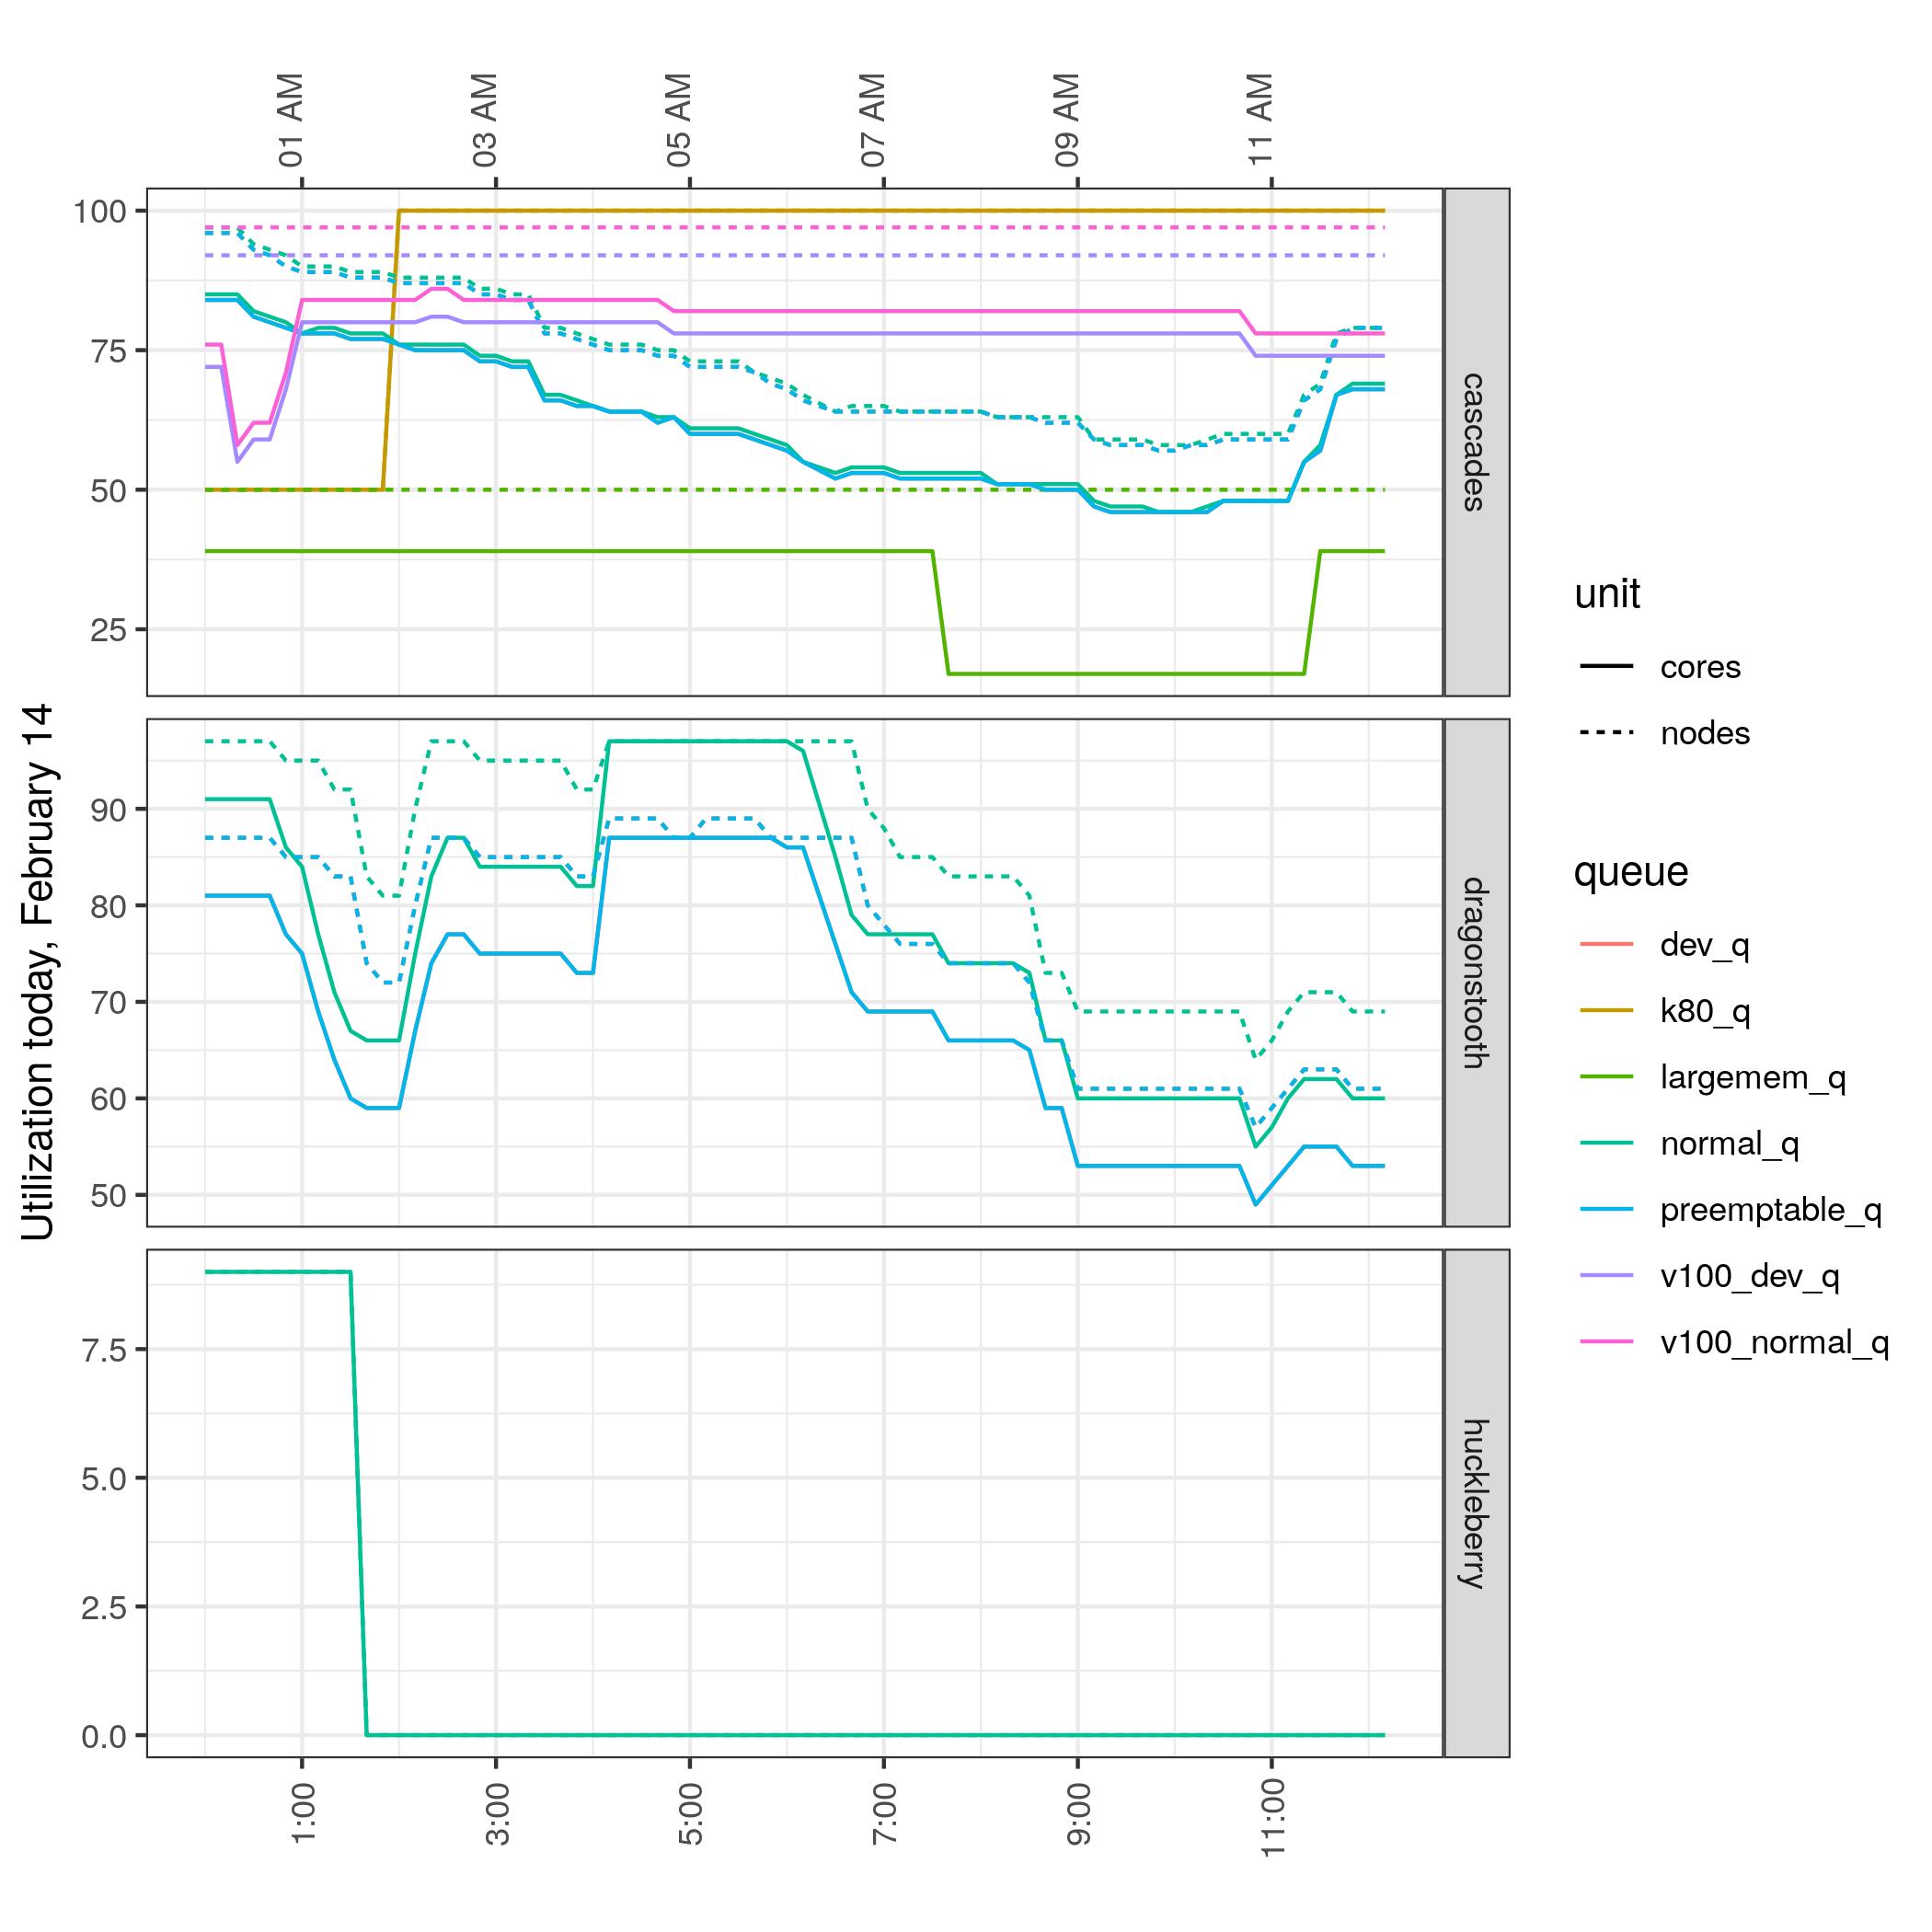 01 AM
03 AM
05 AM
07 AM
09 AM
11 AM
100
75
50
25
cascades
90
80
70
60
50
dragonstooth
7.5
5.0
2.5
0.0
huckleberry
1:00
3:00
5:00
7:00
9:00
11:00
Utilization today, February 14
unit
cores
nodes
queue
dev_q
k80_q
largemem_q
normal_q
preemptable_q
v100_dev_q
v100_normal_q